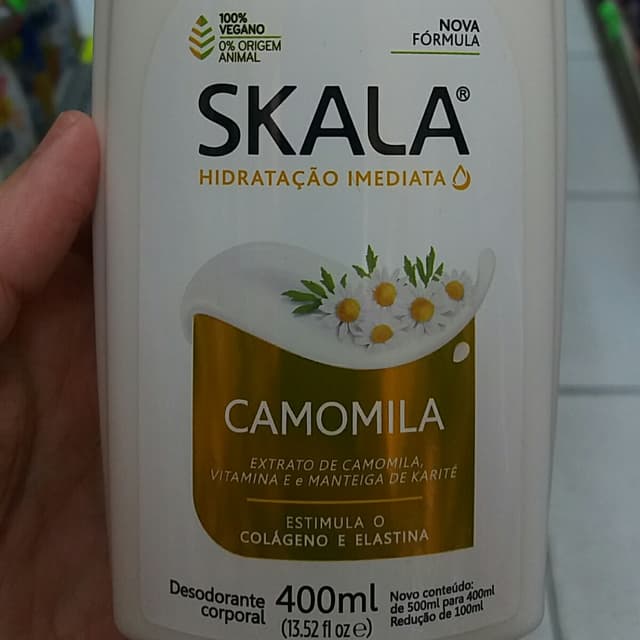 100%
VEGANO
0% ORIGEM
ANIMAL
NOVA
FÓRMULA
SKALA®
HIDRATAÇÃO IMEDIATA
CAMOMILA
EXTRATO DE CAMOMILA,
VITAMINA E e MANTEIGA DE KARITÉ
ESTIMULA O
COLÁGENO E ELASTINA
Desodorante
corporal
400ml
(13.52 fl oz e)
Novo conteúdo:
de 500ml para 400ml
Redução de 100ml